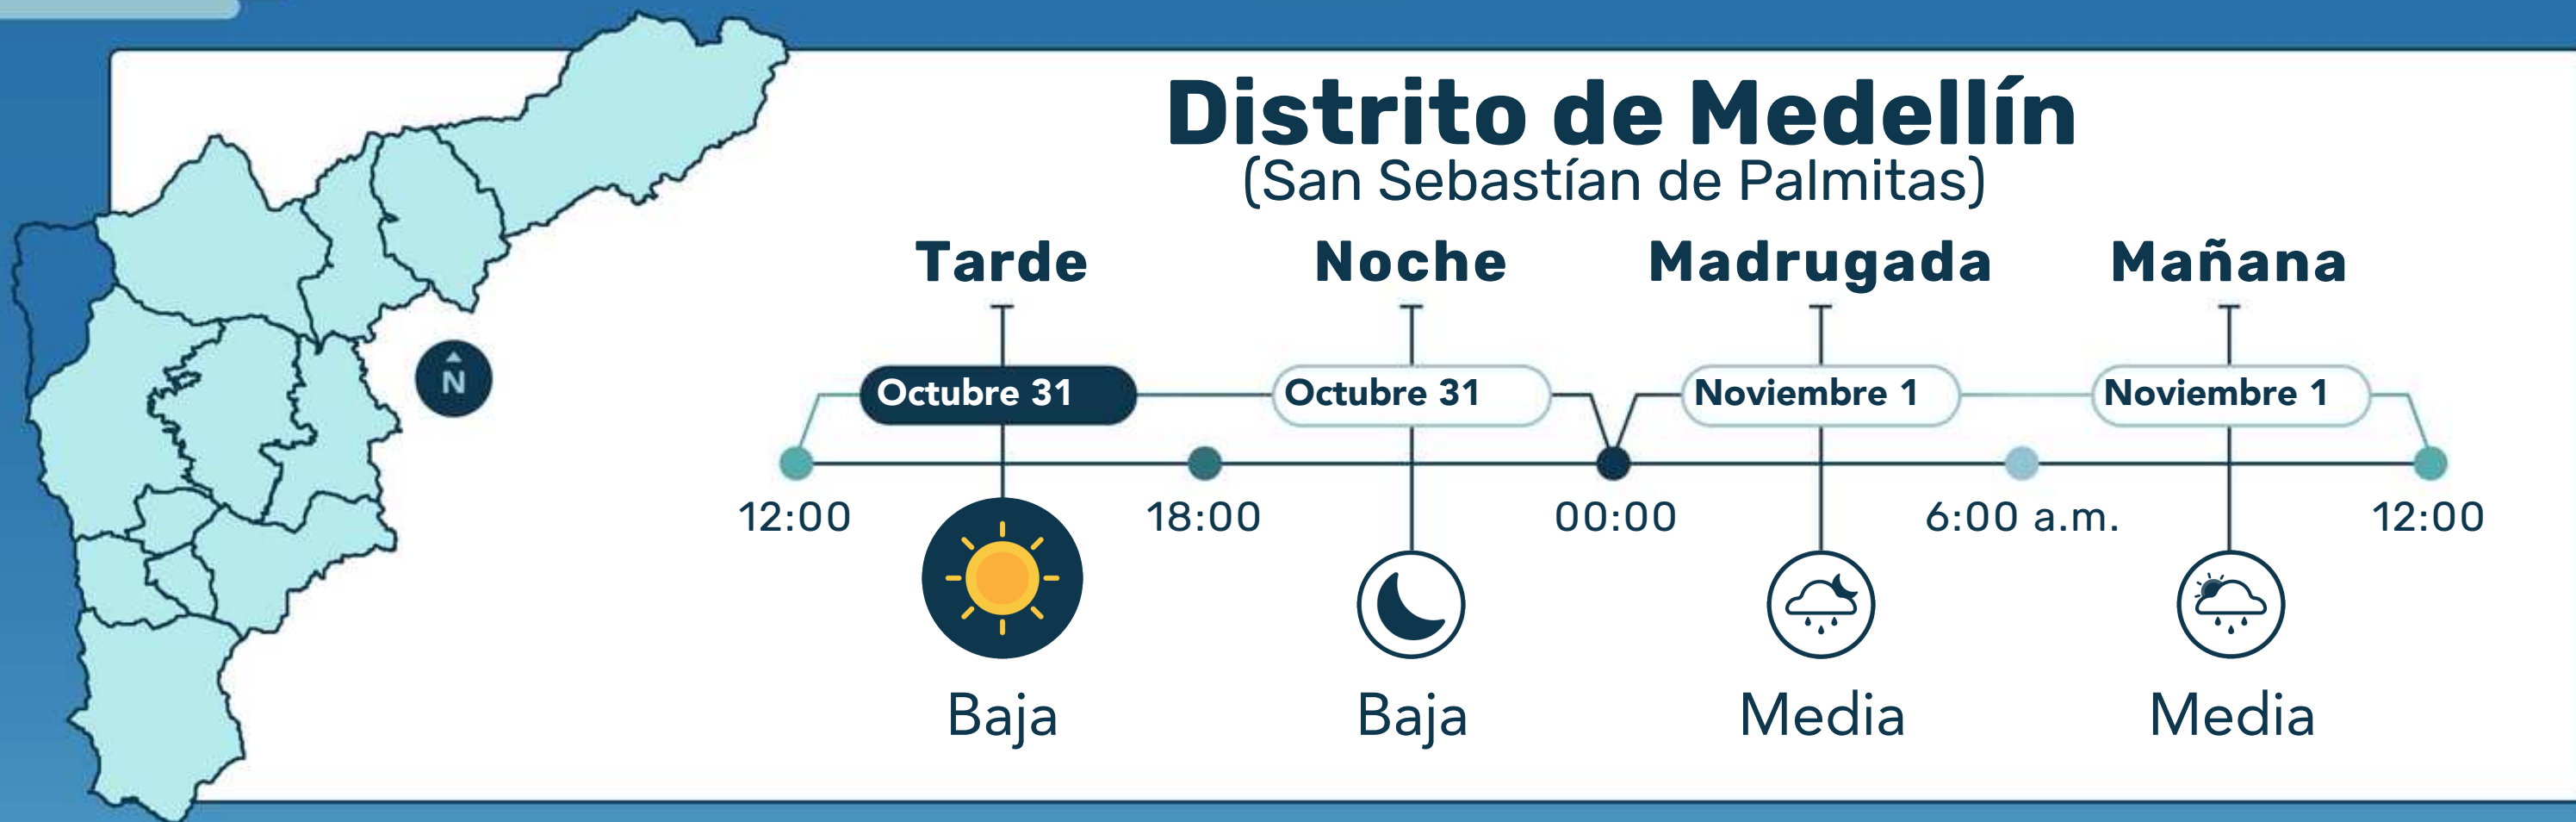 Distrito de Medellín
(San Sebastían de Palmitas)
Tarde Noche Madrugada Mañana
Octubre 31 Octubre 31 Noviembre 1 Noviembre 1
N
12:00 18:00 00:00 6:00 a.m. 12:00
Baja Baja Media Media